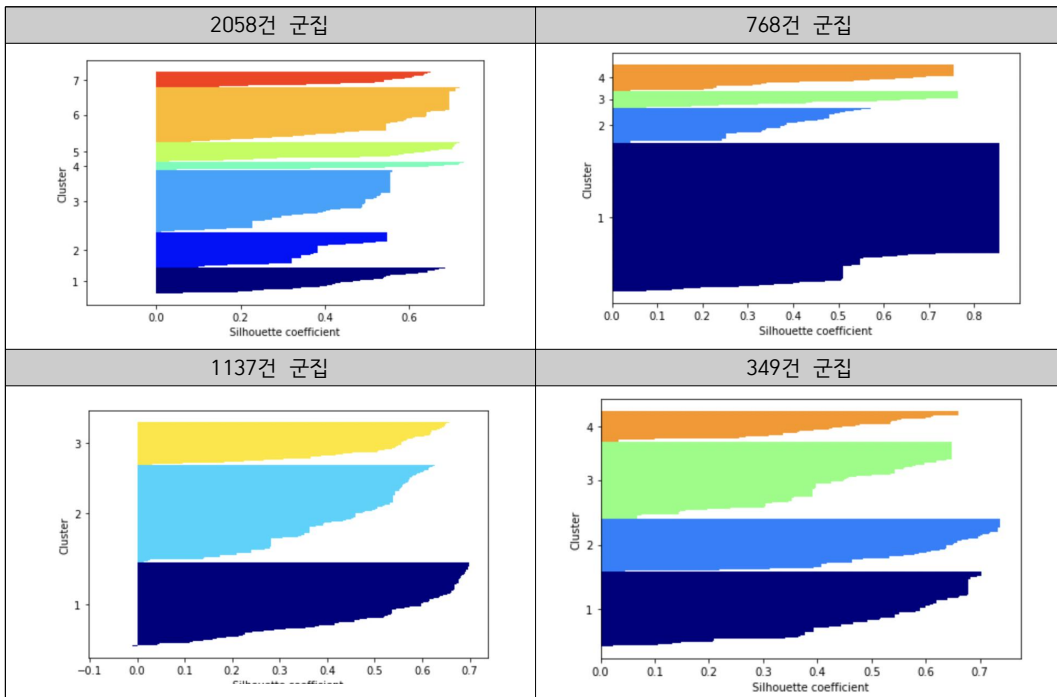 2058건 군집
768건 군집
7
6
5
4
3
2
1
Cluster
0.0 0.2 0.4 0.6
Silhouette coefficient
4
3
2
1
Cluster
0.0 0.1 0.2 0.3 0.4 0.5 0.6 0.7 0.8
Silhouette coefficient
1137건 군집
349건 군집
3
2
1
Cluster
−0.1 0.0 0.1 0.2 0.3 0.4 0.5 0.6 0.7
Silhouette coefficient
4
3
2
1
Cluster
0.0 0.1 0.2 0.3 0.4 0.5 0.6 0.7
Silhouette coefficient